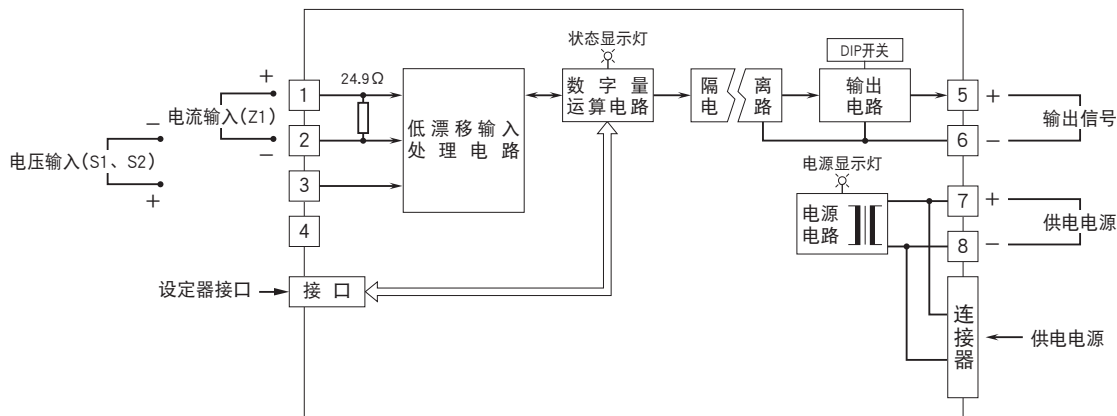 状态显示灯
DIP开关
+
1
24.9Ω
电流输入(Z1)
−
2
−
电压输入(S1、S2)
+
3
4
低漂移输入
处理电路
数字量
运算电路
隔离
电路
输出
电路
5
+
输出信号
6
−
电源显示灯
电源
电路
7
+
供电电源
8
−
设定器接口
接口
连
接
器
供电电源